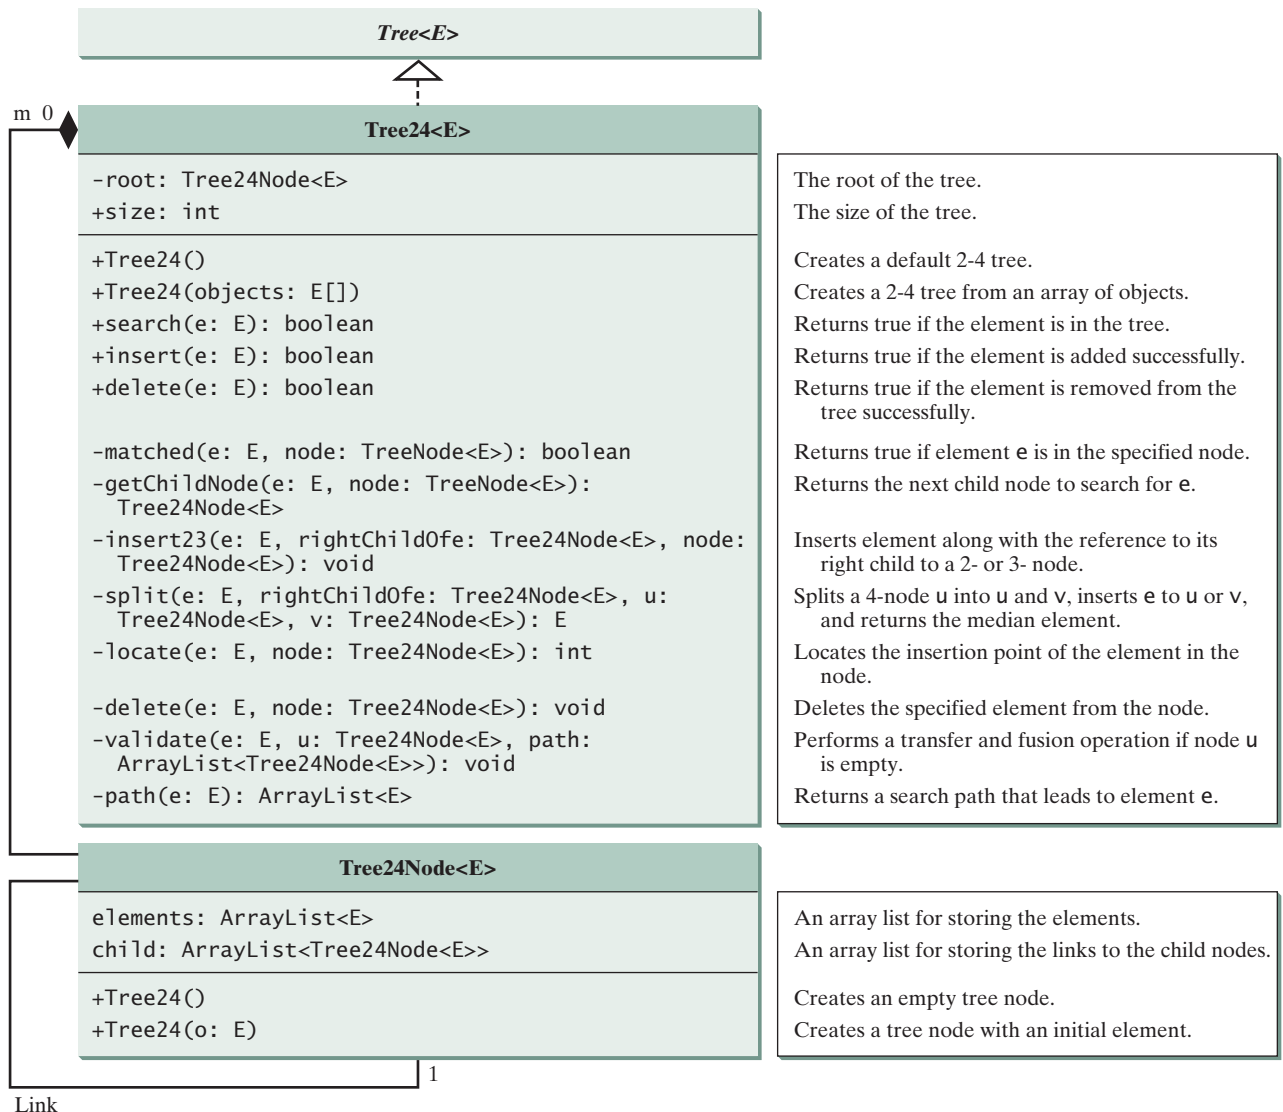 Tree<E>
m 0
Tree24<E>
-root: Tree24Node<E>
The root of the tree.
+size: int
The size of the tree.
+Tree24()
Creates a default 2-4 tree.
+Tree24(objects: E[])
Creates a 2-4 tree from an array of objects.
+search(e: E): boolean
Returns true if the element is in the tree.
+insert(e: E): boolean
Returns true if the element is added successfully.
+delete(e: E): boolean
Returns true if the element is removed from the
tree successfully.
-matched(e: E, node: TreeNode<E>): boolean
Returns true if element e is in the specified node.
-getChildNode(e: E, node: TreeNode<E>):
Tree24Node<E>
Returns the next child node to search for e.
-insert23(e: E, rightChildOfe: Tree24Node<E>, node:
Tree24Node<E>): void
Inserts element along with the reference to its
right child to a 2- or 3- node.
-split(e: E, rightChildOfe: Tree24Node<E>, u:
Tree24Node<E>, v: Tree24Node<E>): E
Splits a 4-node u into u and v, inserts e to u or v,
and returns the median element.
-locate(e: E, node: Tree24Node<E>): int
Locates the insertion point of the element in the
node.
-delete(e: E, node: Tree24Node<E>): void
Deletes the specified element from the node.
-validate(e: E, u: Tree24Node<E>, path:
ArrayList<Tree24Node<E>>): void
Performs a transfer and fusion operation if node u
is empty.
-path(e: E): ArrayList<E>
Returns a search path that leads to element e.
Tree24Node<E>
elements: ArrayList<E>
An array list for storing the elements.
child: ArrayList<Tree24Node<E>>
An array list for storing the links to the child nodes.
+Tree24()
Creates an empty tree node.
+Tree24(o: E)
Creates a tree node with an initial element.
1
Link